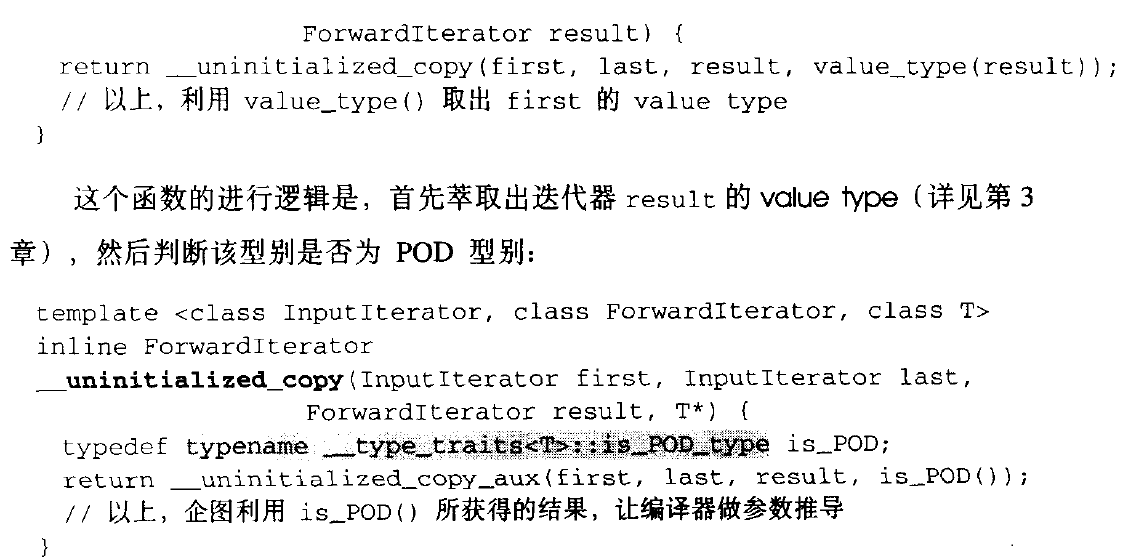 ForwardIterator result) {
return __uninitialized_copy(first, last, result, value_type(result));
// 以上，利用 value_type() 取出 first 的 value type
}
这个函数的进行逻辑是，首先萃取出迭代器 result 的 value type（详见第 3
章），然后判断该型别是否为 POD 型别：
template <class InputIterator, class ForwardIterator, class T>
inline ForwardIterator
__uninitialized_copy(InputIterator first, InputIterator last,
ForwardIterator result, T*) {
typedef typename __type_traits<T>::is_POD_type is_POD;
return __uninitialized_copy_aux(first, last, result, is_POD());
// 以上，企图利用 is_POD() 所获得的结果，让编译器做参数推导
}